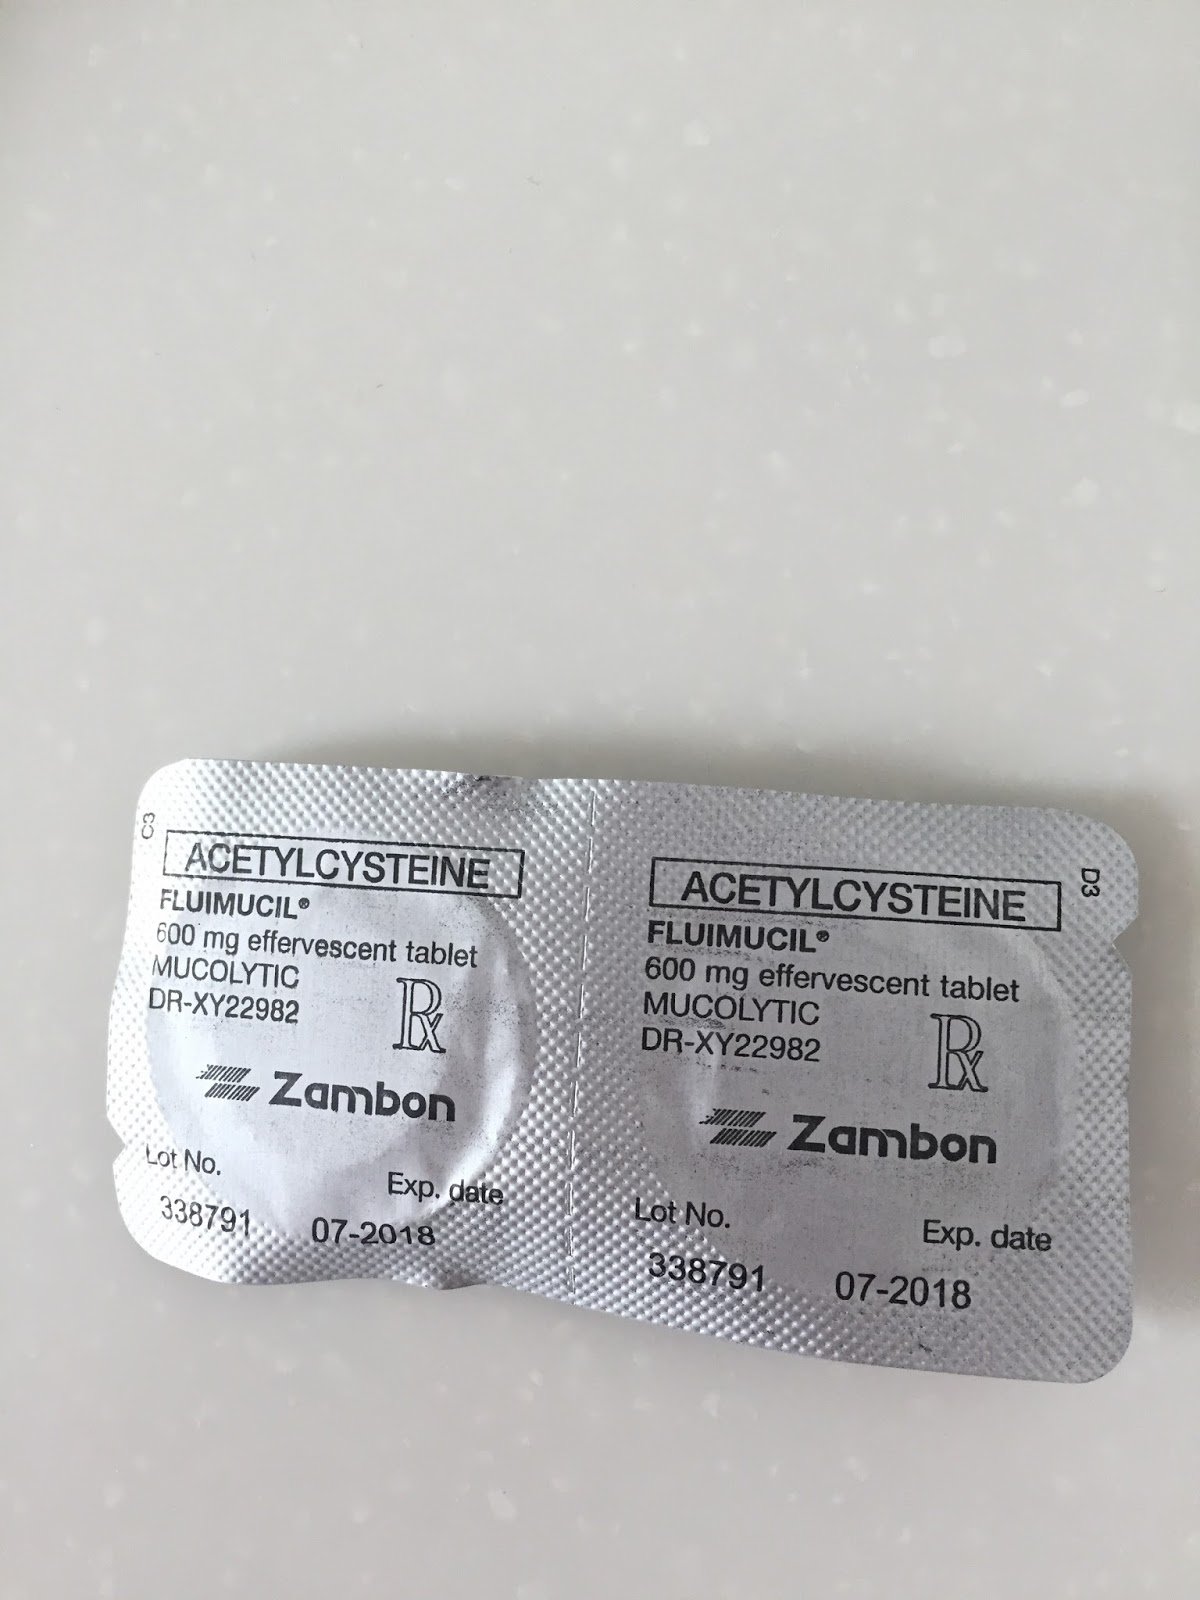 C3
ACETYLCYSTEINE
FLUIMUCIL®
600 mg effervescent tablet
MUCOLYTIC
DR-XY22982
Rx
Zambon
Lot No.
Exp. date
338791
07-2018
D3
ACETYLCYSTEINE
FLUIMUCIL®
600 mg effervescent tablet
MUCOLYTIC
DR-XY22982
Rx
Zambon
Lot No.
Exp. date
338791
07-2018